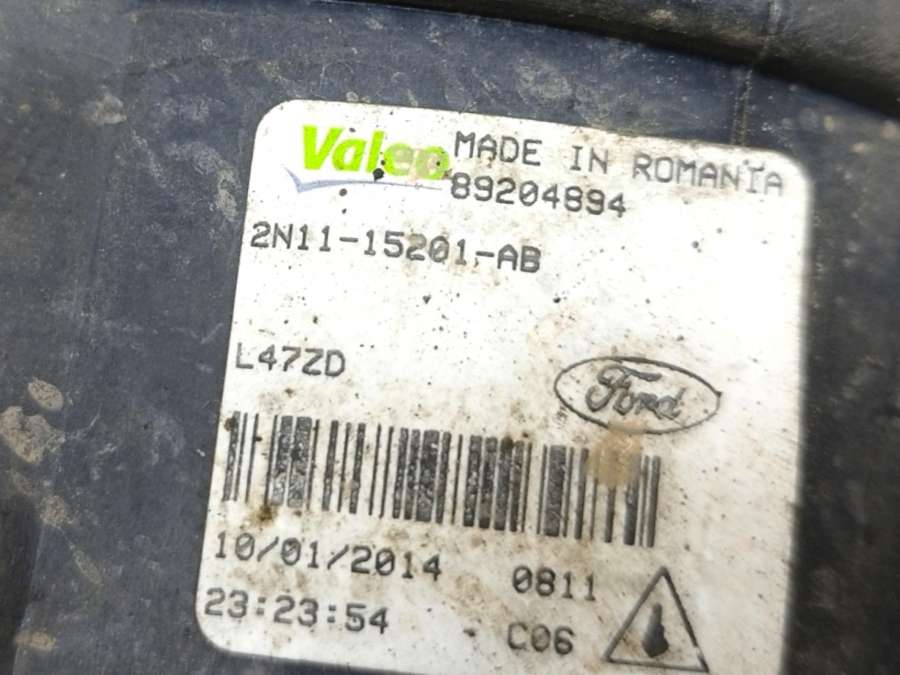 Valeo MADE IN ROMANIA
89204894
2N11-15201-AB
L47ZD
Ford
10/01/2014 0811
23:23:54 C06